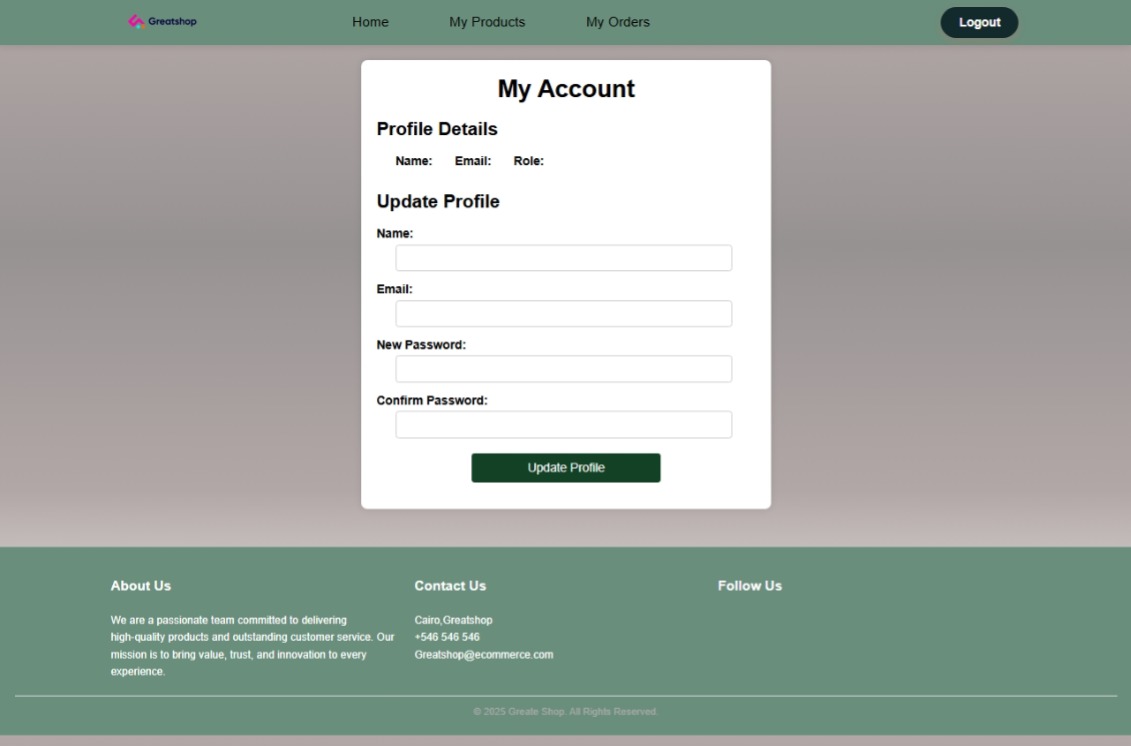 Greatshop
Home My Products My Orders Logout
My Account
Profile Details
Name: Email: Role:
Update Profile
Name:
Email:
New Password:
Confirm Password:
Update Profile
About Us
We are a passionate team committed to delivering
high-quality products and outstanding customer service. Our
mission is to bring value, trust, and innovation to every
experience.
Contact Us
Cairo,Greatshop
+546 546 546
Greatshop@ecommerce.com
Follow Us
© 2025 Greate Shop. All Rights Reserved.